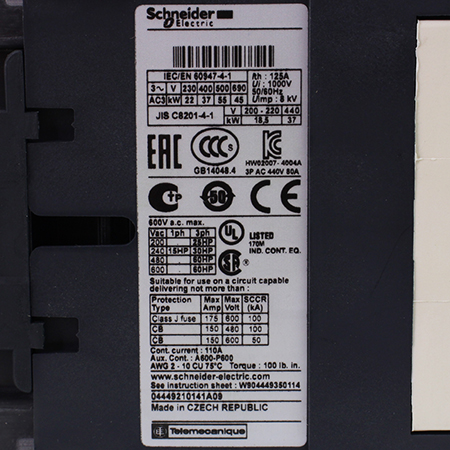 Schneider
Electric
IEC/EN 60947-4-1
Ith : 125A
Ui : 1000V
50/60Hz
Uimp : 8 kV
3~ V 230 400 500 690
AC3 kW 22 37 55 45
JIS C8201-4-1
V 200 - 220 440
kW 18,5 37
EAC
CCC S
GB14048.4
KC
HW02007 - 4004A
3P AC 440V 80A
50
CE
600V a.c. max.
Vac 1ph 3ph
200 - 25HP
240 15HP 30HP
480 - 60HP
600 - 60HP
UL LISTED
170M
IND. CONT. EQ.
Suitable for use on a circuit capable
delivering not more than :
Protection Max Max SCCR
Type Amp Volt (kA)
Class J fuse 175 600 100
CB 150 480 100
CB 150 600 50
Cont. current : 110A
Aux. Cont. : A600-P600
AWG 2 - 10 CU 75°C Torque : 100 lb. in.
www.schneider-electric.com
See instruction sheet : W904449350114
04449210141A09
Made in CZECH REPUBLIC
Telemecanique